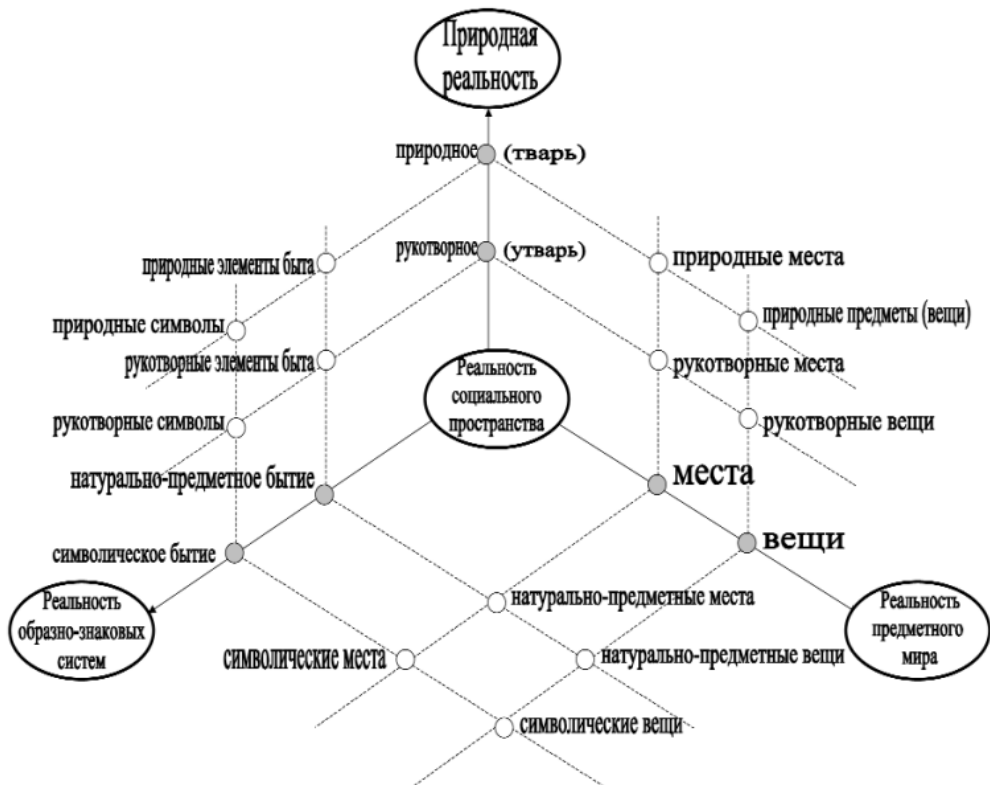 Природная
реальность
природное (тварь)
рукотворное (утварь)
природные элементы быта
природные места
природные символы
природные предметы (вещи)
рукотворные элементы быта
рукотворные места
Реальность
социального
пространства
рукотворные символы
рукотворные вещи
натурально-предметное бытие
места
символическое бытие
вещи
Реальность
образно-знаковых
систем
натурально-предметные места
Реальность
предметного
мира
символические места
натурально-предметные вещи
символические вещи